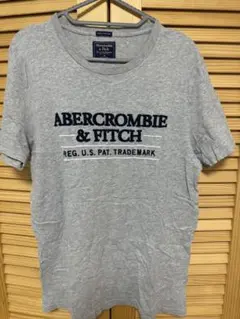 ABERCROMBIE
& FITCH
REG. U.S. PAT. TRADEMARK